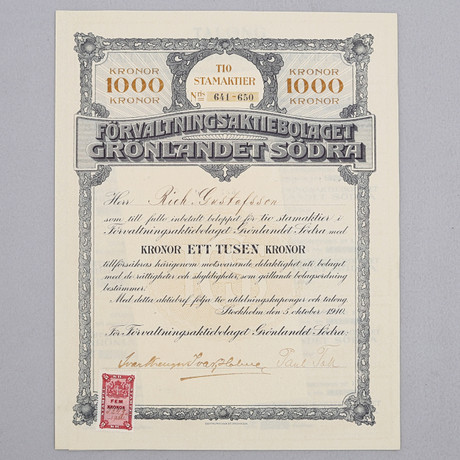 TIO
STAMAKTIER
Nris 641-650
KRONOR
1000
KRONOR
KRONOR
1000
KRONOR
FÖRVALTNINGSAKTIEBOLAGET
GRÖNLANDET SÖDRA
Herr Rich Gustafsson
som till fullo inbetalt beloppet för tio stamaktier i
Förvaltningsaktiebolaget Grönlandet Södra med
KRONOR ETT TUSEN KRONOR
tillförsäkras härigenom motsvarande delaktighet uti bolaget
med de rättigheter och skyldigheter, som gällande bolagsordning
bestämmer.
Med detta aktiebref följa tio utdelningskuponger och talong.
Stockholm den 5 oktober 1910.
För Förvaltningsaktiebolaget Grönlandet Södra
Paul
FEM
KRONOR